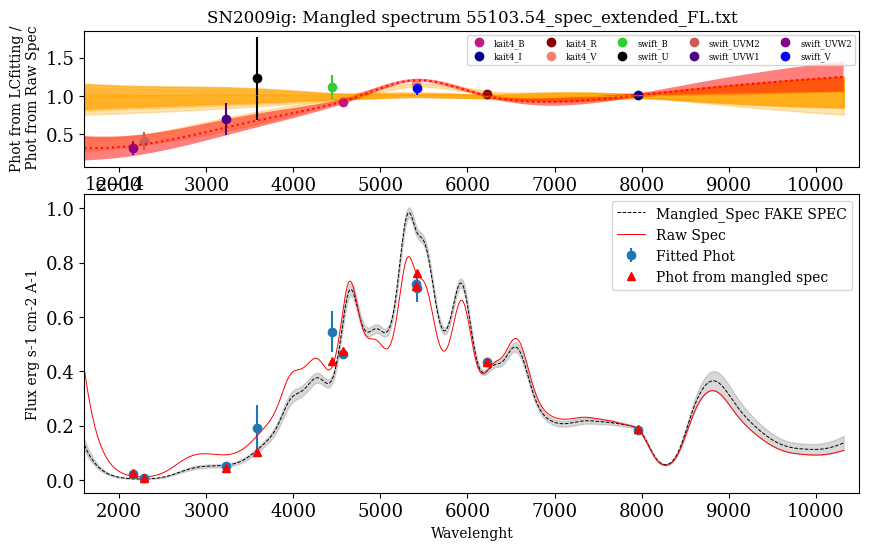 SN2009ig: Mangled spectrum 55103.54_spec_extended_FL.txt
Phot from LCfitting /
Phot from Raw Spec
1.5
1.0
0.5
kait4_B kait4_R swift_B swift_UVM2 swift_UVW2
kait4_I kait4_V swift_U swift_UVW1 swift_V
2000 3000 4000 5000 6000 7000 8000 9000 10000
1e−14
Flux erg s-1 cm-2 A-1
1.0
0.8
0.6
0.4
0.2
0.0
Mangled_Spec FAKE SPEC
Raw Spec
Fitted Phot
Phot from mangled spec
2000 3000 4000 5000 6000 7000 8000 9000 10000
Wavelenght